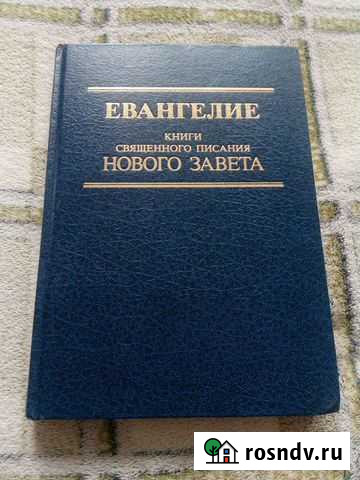 ЕВАНГЕЛИЕ
КНИГИ
СВЯЩЕННОГО ПИСАНИЯ
НОВОГО ЗАВЕТА
rosndv.ru